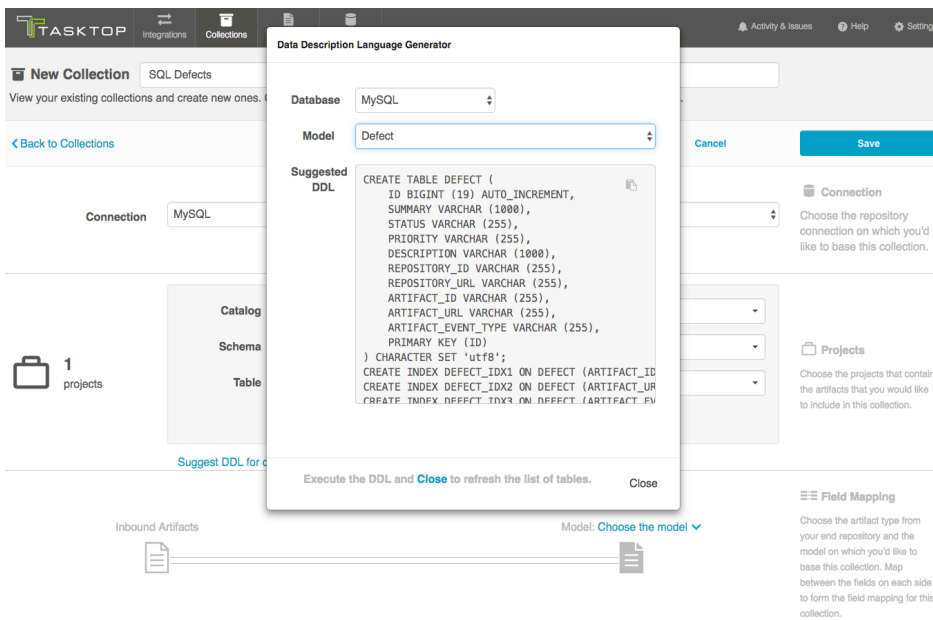 TASKTOP
Integrations
Collections
Activity & Issues
Help
Setting
New Collection
SQL Defects
View your existing collections and create new ones.
Back to Collections
Cancel
Save
Connection
MySQL
Connection
Choose the repository
connection on which you'd
like to base this collection.
1
projects
Catalog
Schema
Table
Projects
Choose the projects that contain
the artifacts that you would like
to include in this collection.
Suggest DDL for
Data Description Language Generator
Database
MySQL
Model
Defect
Suggested
DDL
CREATE TABLE DEFECT (
ID BIGINT (19) AUTO_INCREMENT,
SUMMARY VARCHAR (1000),
STATUS VARCHAR (255),
PRIORITY VARCHAR (255),
DESCRIPTION VARCHAR (1000),
REPOSITORY_ID VARCHAR (255),
REPOSITORY_URL VARCHAR (255),
ARTIFACT_ID VARCHAR (255),
ARTIFACT_URL VARCHAR (255),
ARTIFACT_EVENT_TYPE VARCHAR (255),
PRIMARY KEY (ID)
) CHARACTER SET 'utf8';
CREATE INDEX DEFECT_IDX1 ON DEFECT (ARTIFACT_ID
CREATE INDEX DEFECT_IDX2 ON DEFECT (ARTIFACT_UR
CREATE INDEX DEFECT_IDX3 ON DEFECT (ARTIFACT_EV
Execute the DDL and Close to refresh the list of tables.
Close
Inbound Artifacts
Model: Choose the model
Field Mapping
Choose the artifact type from
your end repository and the
model on which you'd like to
base this collection. Map
between the fields on each side
to form the field mapping for this
collection.